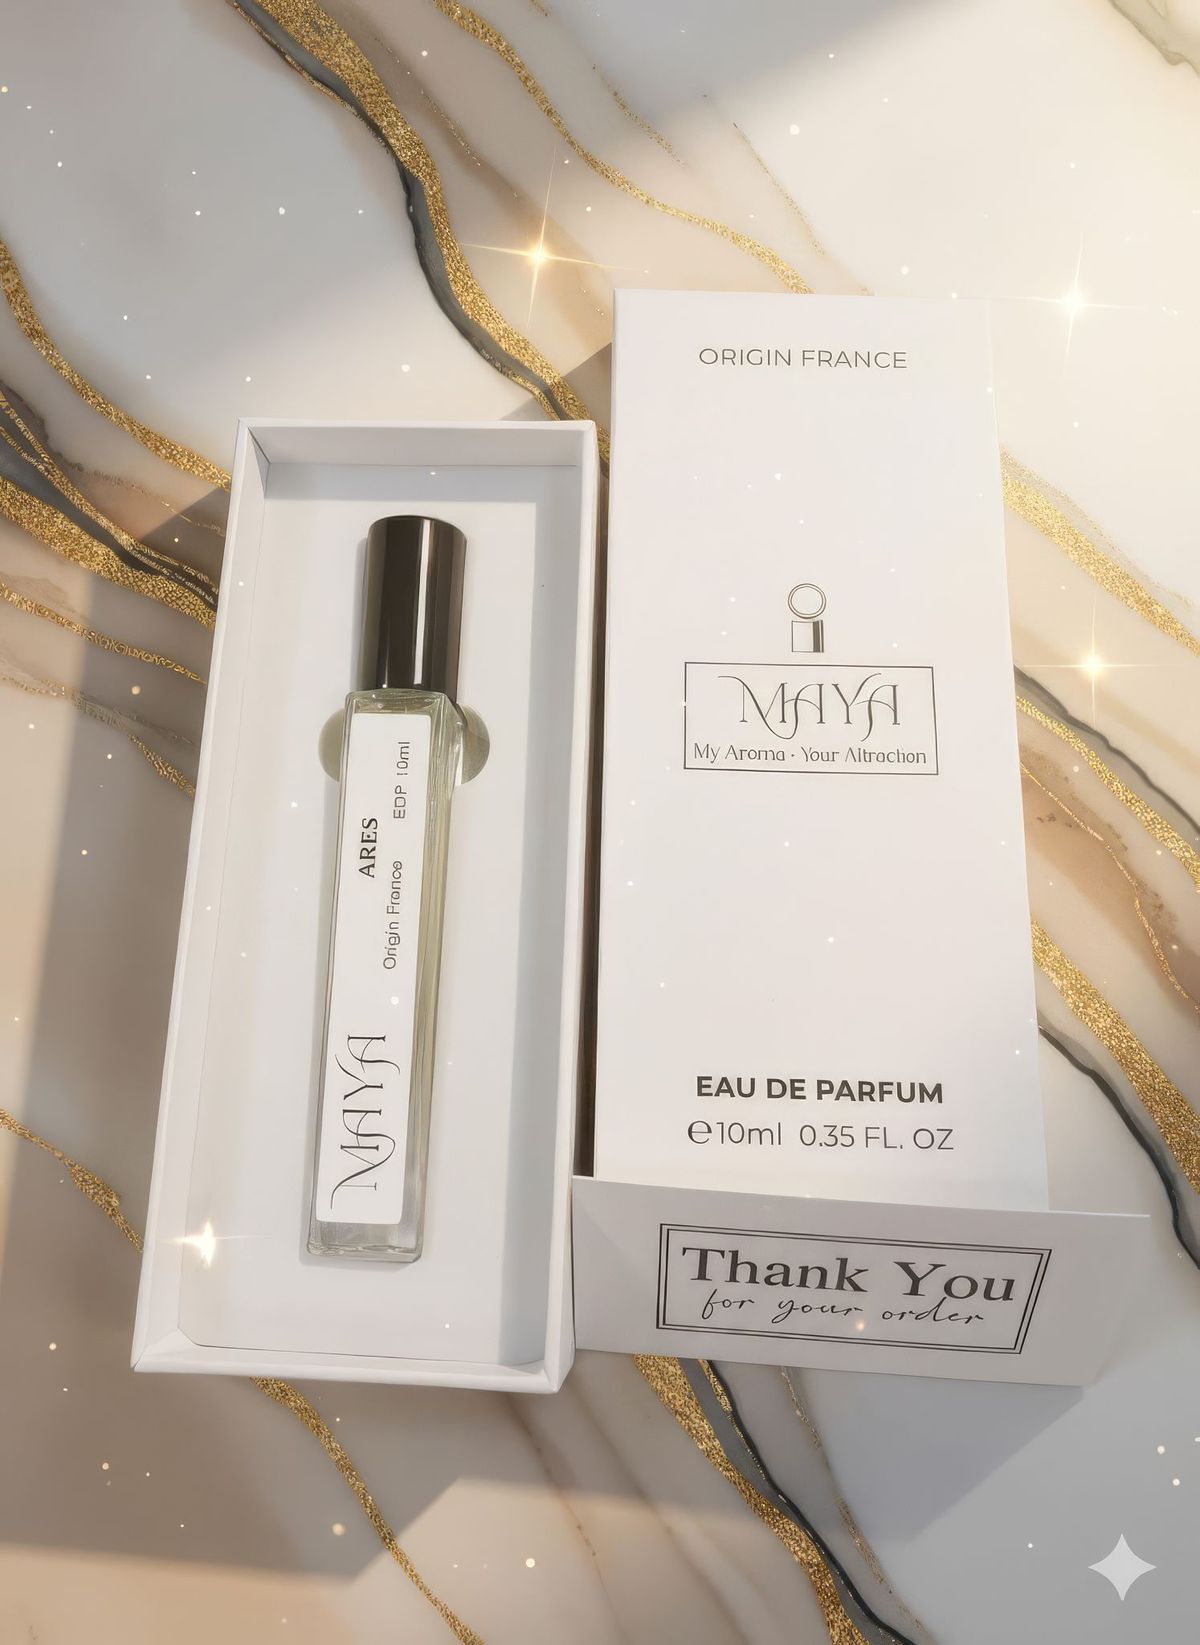 ORIGIN FRANCE
MAYA
My Aroma · Your Attraction
EAU DE PARFUM
℮10ml 0.35 FL. OZ
MAYA
ARES
Origin France EDP 10ml
Thank You
for your order